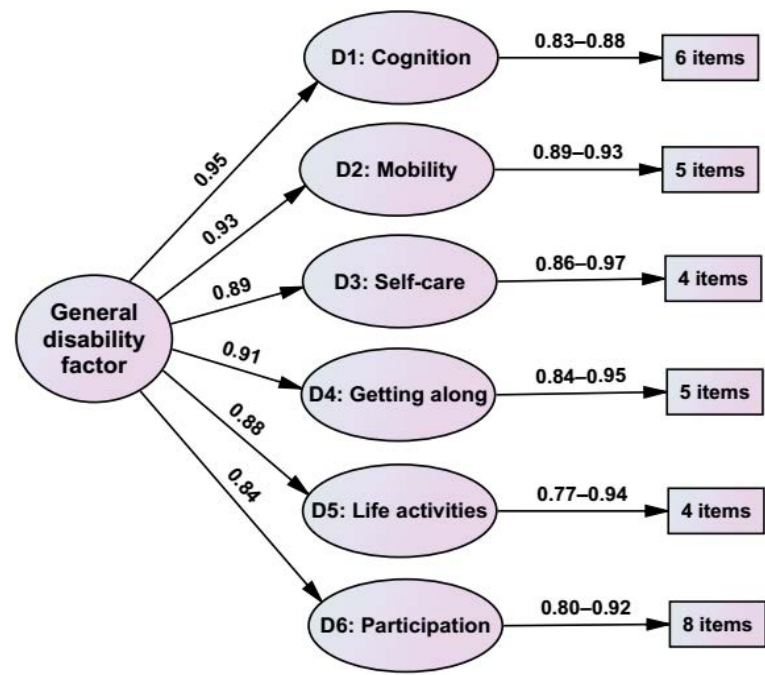 0.83–0.88
D1: Cognition
6 items
0.95
0.89–0.93
D2: Mobility
5 items
0.93
0.86–0.97
D3: Self-care
4 items
0.89
General
disability
factor
0.91
0.84–0.95
D4: Getting along
5 items
0.88
0.77–0.94
D5: Life activities
4 items
0.84
0.80–0.92
D6: Participation
8 items